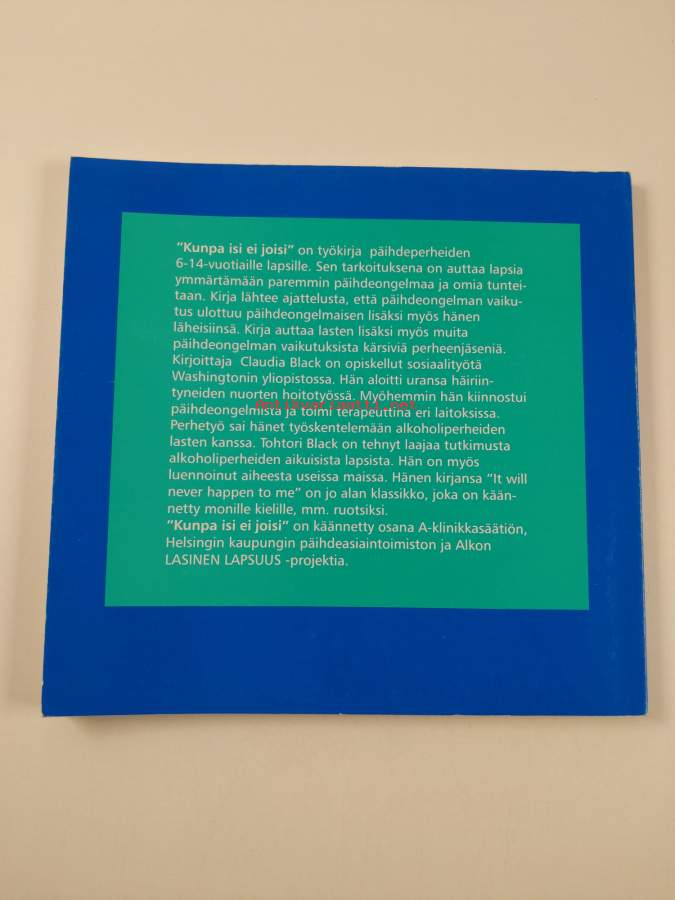 "Kunpa isi ei joisi" on työkirja päihdeperheiden
6-14-vuotiaille lapsille. Sen tarkoituksena on auttaa lapsia
ymmärtämään paremmin päihdeongelmaa ja omia tuntei-
taan. Kirja lähtee ajattelusta, että päihdeongelman vaiku-
tus ulottuu päihdeongelmaisen lisäksi myös hänen
läheisiinsä. Kirja auttaa lasten lisäksi myös muita
päihdeongelman vaikutuksista kärsiviä perheenjäseniä.
Kirjoittaja Claudia Black on opiskellut sosiaalityötä
Washingtonin yliopistossa. Hän aloitti uransa häiriin-
tyneiden nuorten hoitotyössä. Myöhemmin hän kiinnostui
antikvariaatti.net
päihdeongelmista ja toimi terapeuttina eri laitoksissa.
Perhetyö sai hänet työskentelemään alkoholiperheiden
lasten kanssa. Tohtori Black on tehnyt laajaa tutkimusta
alkoholiperheiden aikuisista lapsista. Hän on myös
luennoinut aiheesta useissa maissa. Hänen kirjansa "It will
never happen to me" on jo alan klassikko, joka on kään-
netty monille kielille, mm. ruotsiksi.
"Kunpa isi ei joisi" on käännetty osana A-klinikkasäätiön,
Helsingin kaupungin päihdeasiaintoimiston ja Alkon
LASINEN LAPSUUS -projektia.